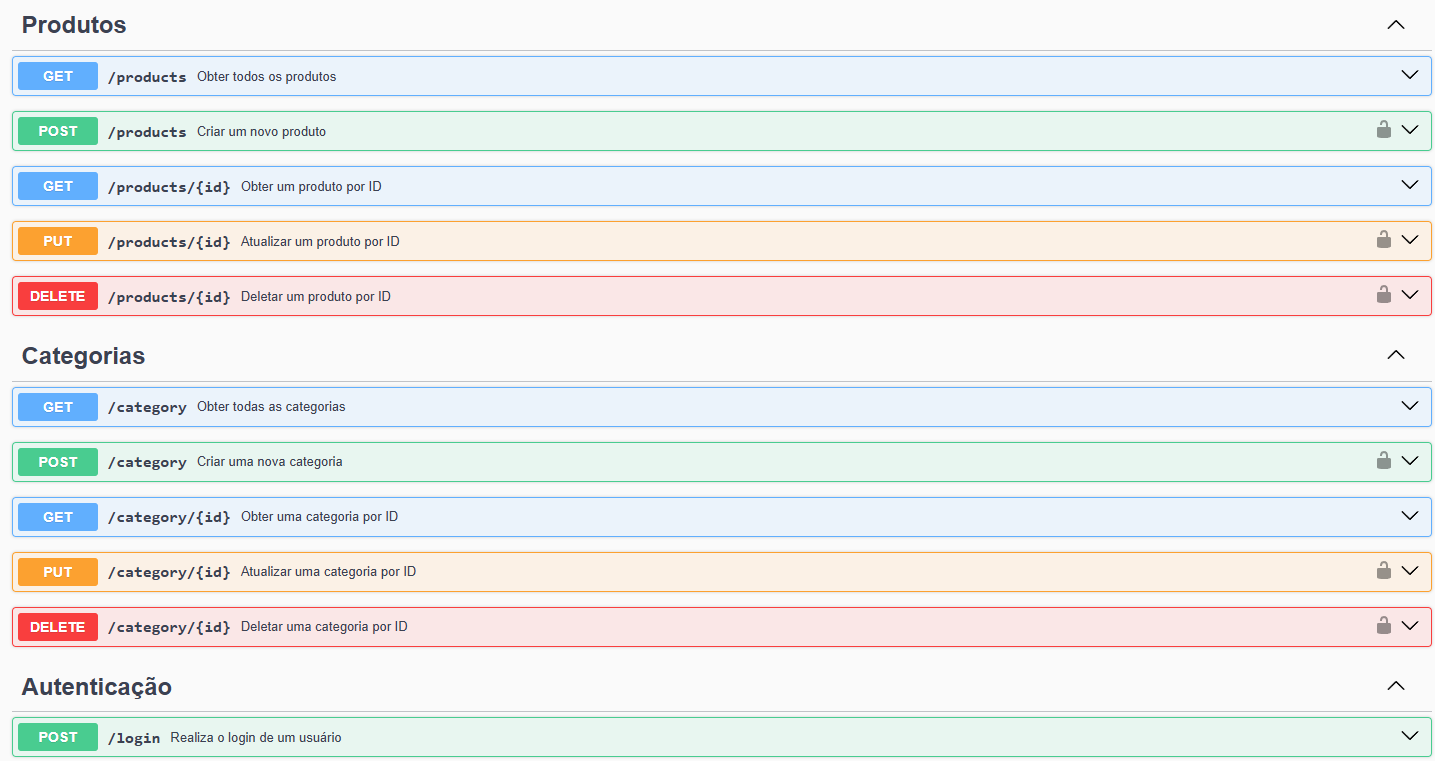 Produtos
GET /products Obter todos os produtos
POST /products Criar um novo produto
GET /products/{id} Obter um produto por ID
PUT /products/{id} Atualizar um produto por ID
DELETE /products/{id} Deletar um produto por ID
Categorias
GET /category Obter todas as categorias
POST /category Criar uma nova categoria
GET /category/{id} Obter uma categoria por ID
PUT /category/{id} Atualizar uma categoria por ID
DELETE /category/{id} Deletar uma categoria por ID
Autenticação
POST /login Realiza o login de um usuário